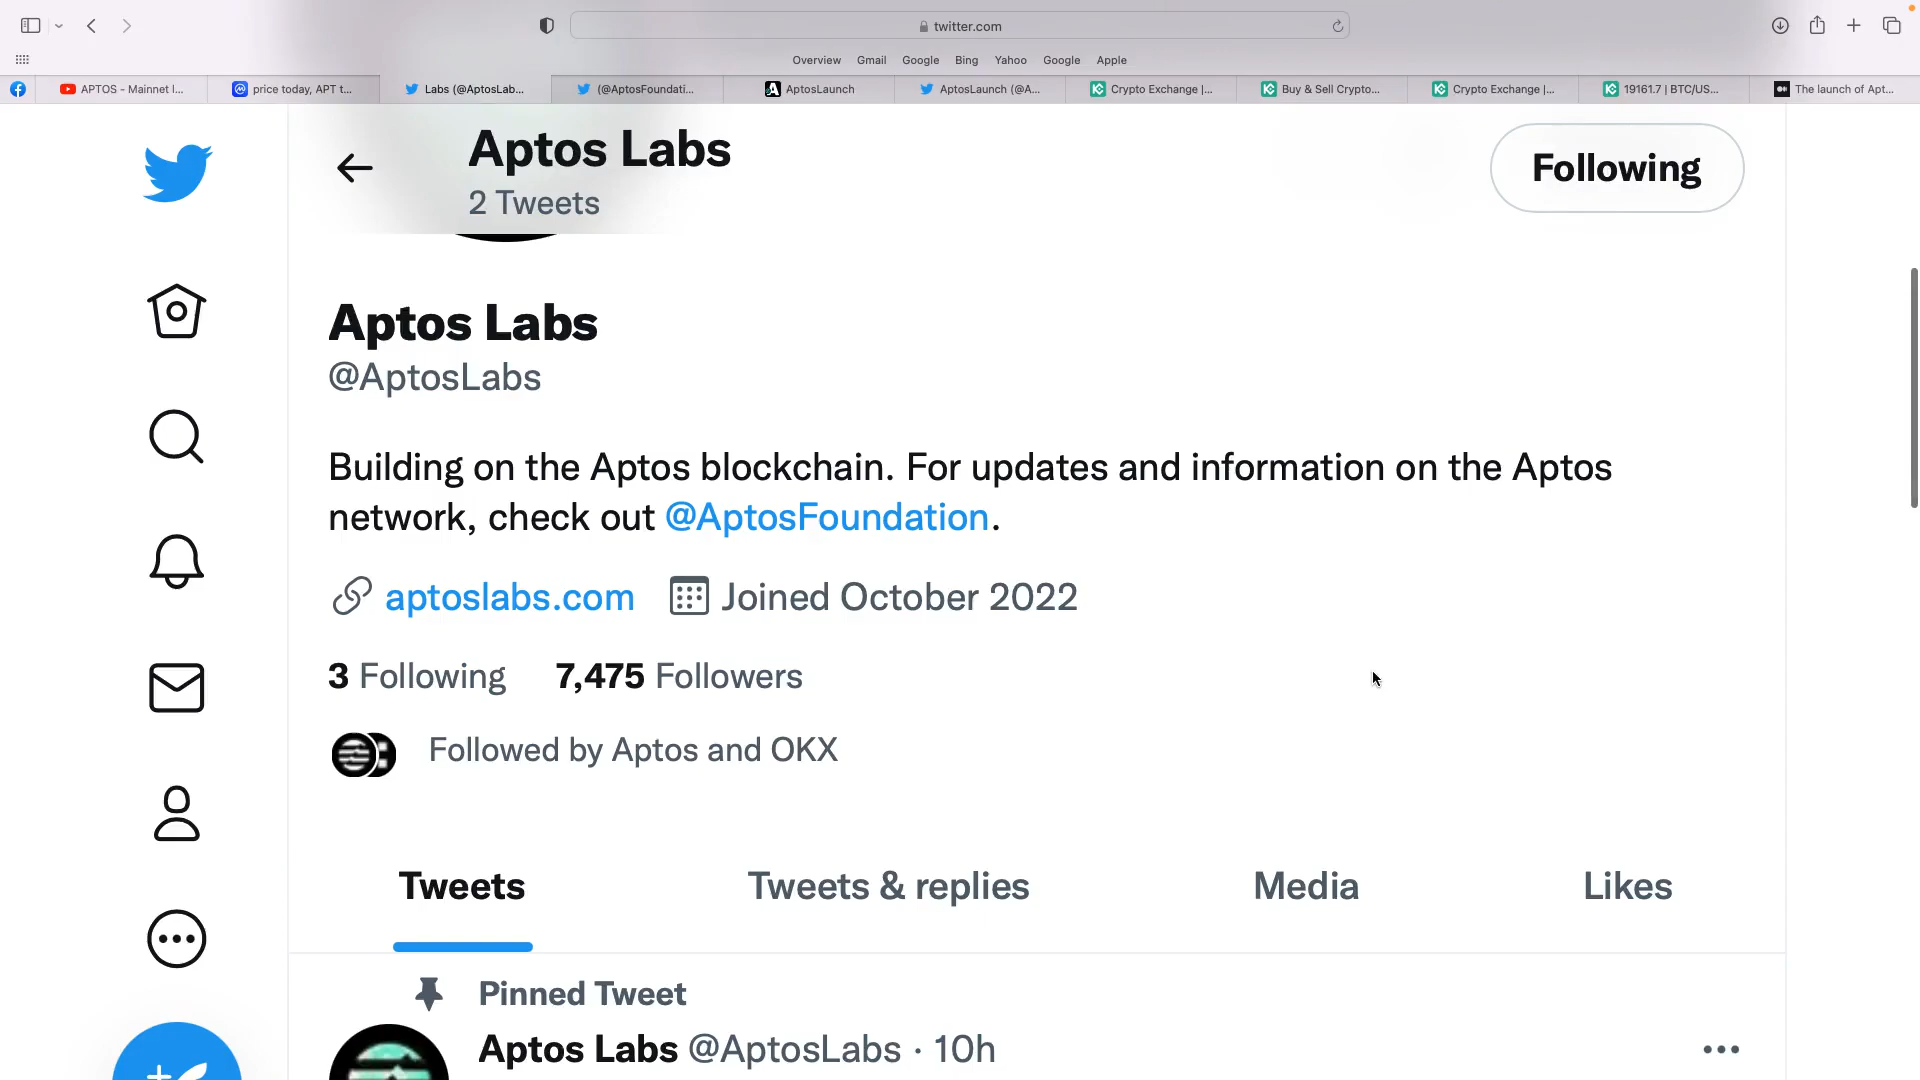 twitter.com
Overview Gmail Google Bing Yahoo Google Apple
APTOS - Mainnet l... price today, APT t... Labs (@AptosLab... (@AptosFoundati... AptosLaunch AptosLaunch (@A... Crypto Exchange |... Buy & Sell Crypto... Crypto Exchange |... 19161.7 | BTC/US... The launch of Apt...
Aptos Labs
2 Tweets
Following
Aptos Labs
@AptosLabs
Building on the Aptos blockchain. For updates and information on the Aptos
network, check out @AptosFoundation.
aptoslabs.com Joined October 2022
3 Following 7,475 Followers
Followed by Aptos and OKX
Tweets Tweets & replies Media Likes
Pinned Tweet
Aptos Labs @AptosLabs · 10h